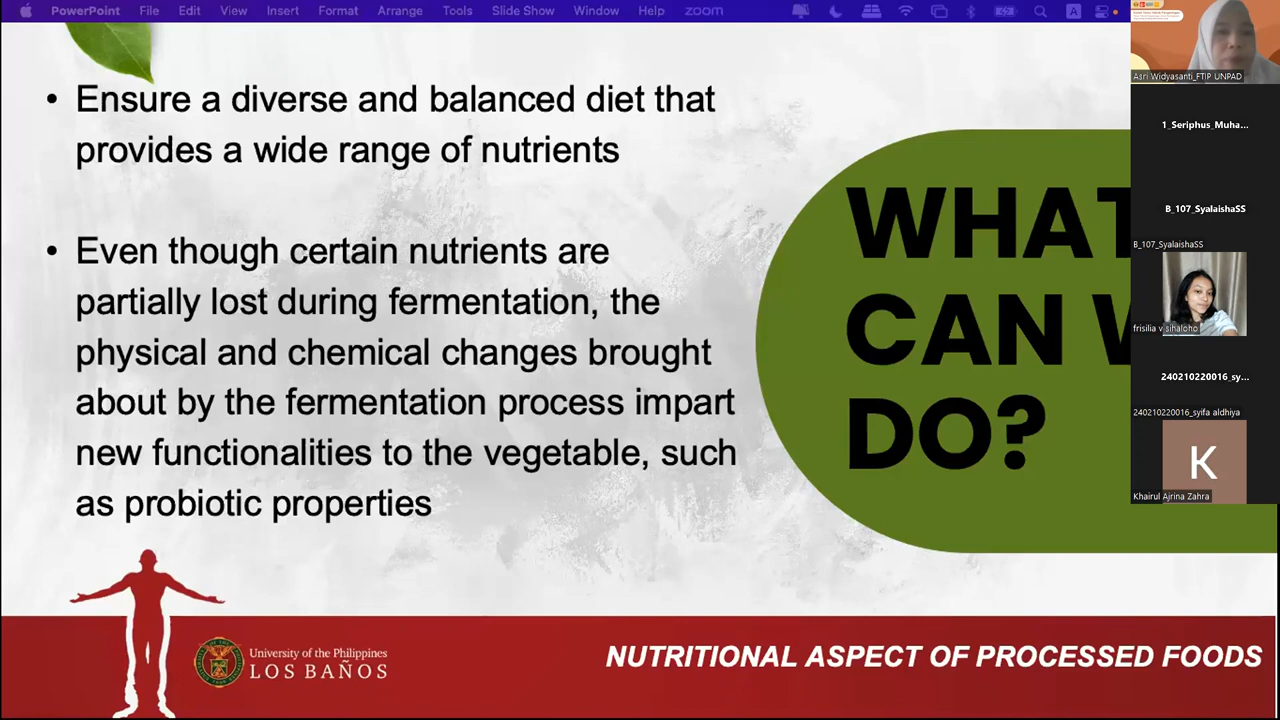 PowerPoint File Edit View Insert Format Arrange Tools Slide Show Window Help zoom
A
Asri Widyasanti_FTIP UNPAD
• Ensure a diverse and balanced diet that
provides a wide range of nutrients
• Even though certain nutrients are
partially lost during fermentation, the
physical and chemical changes brought
about by the fermentation process impart
new functionalities to the vegetable, such
as probiotic properties
WHAT
CAN W
DO?
1_Seriphus_Muha...
B_107_SyalaishaSS
B_107_SyalaishaSS
frisilia v sihaloho
240210220016_sy...
240210220016_syifa aldhiya
K
Khairul Ajrina Zahra
University of the Philippines
LOS BAÑOS
NUTRITIONAL ASPECT OF PROCESSED FOODS